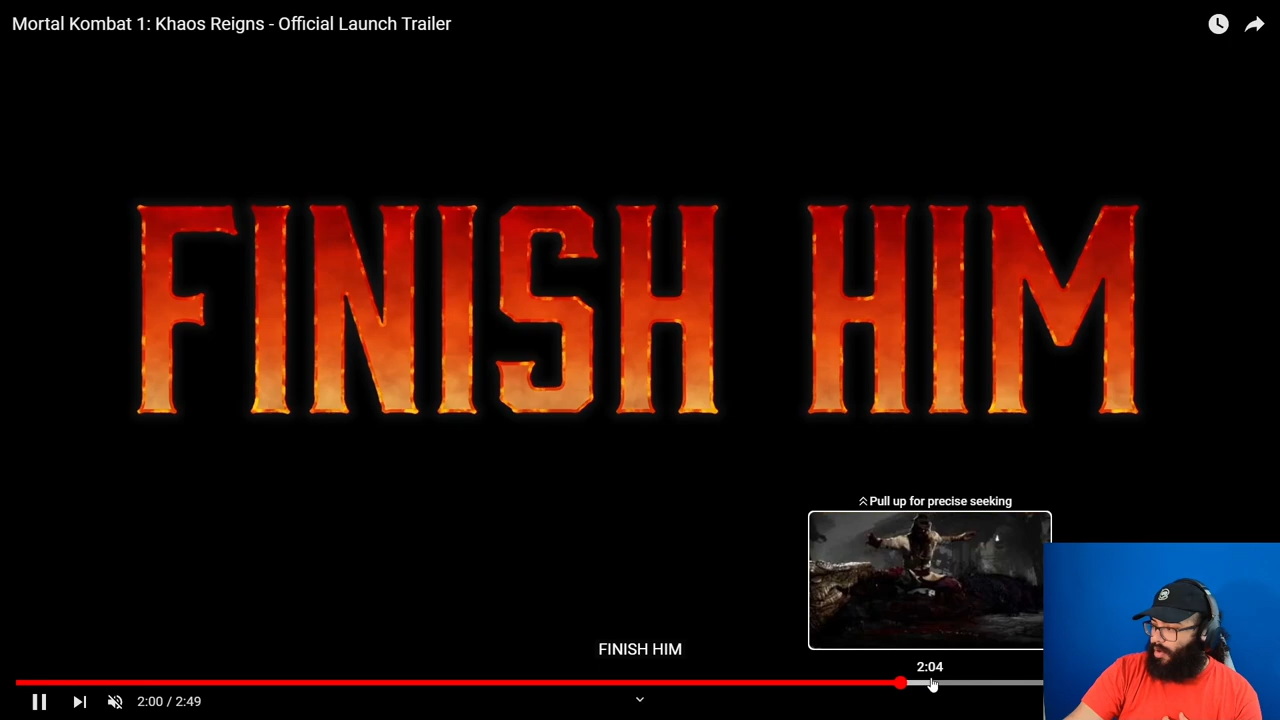 Mortal Kombat 1: Khaos Reigns - Official Launch Trailer
FINISH HIM
Pull up for precise seeking
FINISH HIM
2:04
2:00 / 2:49